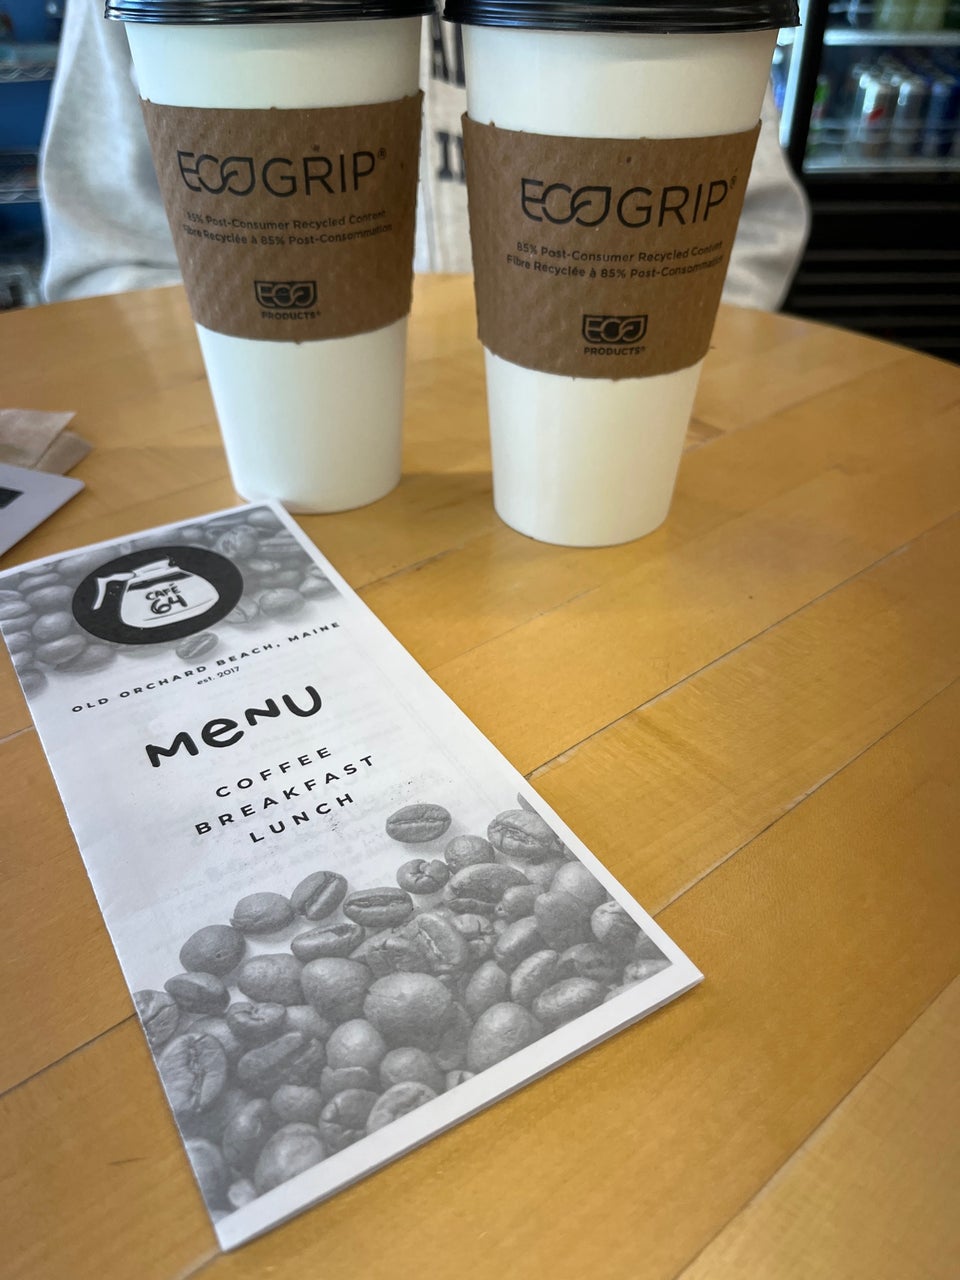 ECOGRIP®
85% Post-Consumer Recycled Content
Fibre Recyclée à 85% Post-Consommation
ECO
PRODUCTS®
ECOGRIP®
85% Post-Consumer Recycled Content
Fibre Recyclée à 85% Post-Consommation
ECO
PRODUCTS®
CAFÉ
64
OLD ORCHARD BEACH, MAINE
est. 2017
MeNU
COFFEE
BREAKFAST
LUNCH